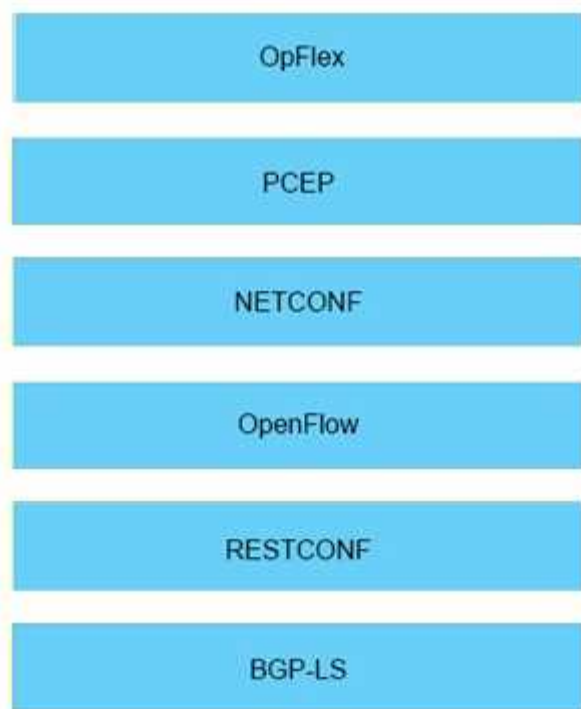 OpFlex
PCEP
NETCONF
OpenFlow
RESTCONF
BGP-LS